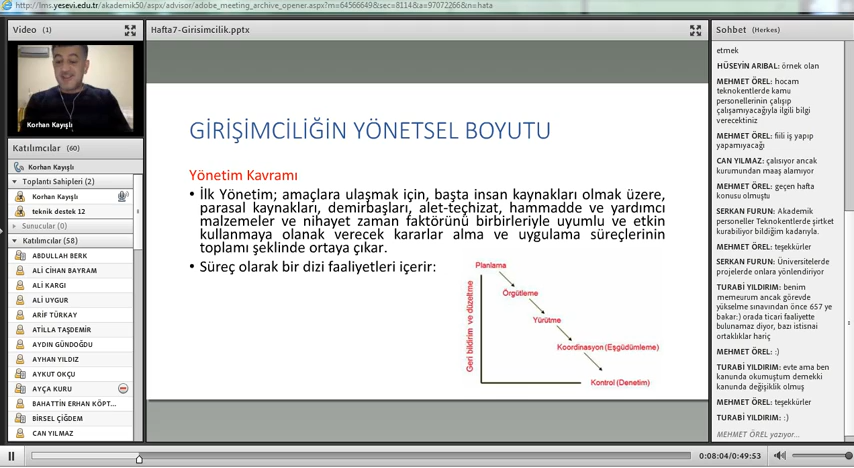 http://lms.yesevi.edu.tr/akademik50/aspx/advisor/adobe_meeting_archive_opener.aspx?m=64566649&sec=8114&a=97072266&n=hata
Video (1)
Korhan Kayışlı
Katılımcılar (60)
Korhan Kayışlı
Toplantı Sahipleri (2)
Korhan Kayışlı
teknik destek 12
Sunucular (0)
Katılımcılar (58)
ABDULLAH BERK
ALİ CİHAN BAYRAM
ALİ KARGI
ALİ UYGUR
ARİF TÜRKAY
ATİLLA TAŞDEMİR
AYDIN GÜNDOĞDU
AYHAN YILDIZ
AYKUT OKÇU
AYÇA KURU
BAHATTİN ERHAN KÖPT...
BİRSEL ÇİĞDEM
CAN YILMAZ
Hafta7-Girisimcilik.pptx
GİRİŞİMCİLİĞİN YÖNETSEL BOYUTU
Yönetim Kavramı
• İlk Yönetim; amaçlara ulaşmak için, başta insan kaynakları olmak üzere,
parasal kaynakları, demirbaşları, alet-teçhizat, hammadde ve yardımcı
malzemeler ve nihayet zaman faktörünü birbirleriyle uyumlu ve etkin
kullanmaya olanak verecek kararlar alma ve uygulama süreçlerinin
toplamı şeklinde ortaya çıkar.
• Süreç olarak bir dizi faaliyetleri içerir:
Planlama
Örgütleme
Yürütme
Koordinasyon (Eşgüdümleme)
Kontrol (Denetim)
Geri bildirim ve düzeltme
Sohbet (Herkes)
etmek
HÜSEYİN ARIBAL: örnek olan
MEHMET ÖREL: hocam
teknokentlerde kamu
personellerinin çalışıp
çalışamıyacağıyla ilgili bilgi
verecektiniz
MEHMET ÖREL: fiili iş yapıp
yapamıyacağı
CAN YILMAZ: çalışıyor ancak
kurumundan maaş alamıyor
MEHMET ÖREL: geçen hafta
konusu olmuştu
SERKAN FURUN: Akademik
personeller Teknokentlerde şirtket
kurabiliyor bildiğim kadarıyla.
MEHMET ÖREL: teşekkürler
SERKAN FURUN: Üniversitelerde
projelerde onlara yönlendiriyor
TURABİ YILDIRIM: benim
memeurum ancak görevde
yükselme sınavından önce 657 ye
bakar:) orada ticari faaliyette
bulunamaz diyor, bazı istisnai
ortaklıklar hariç
MEHMET ÖREL: :)
TURABİ YILDIRIM: evte ama ben
kanunda okumuştum demekki
kanunda değişiklik olmuş
MEHMET ÖREL: teşekkürler
TURABİ YILDIRIM: :)
MEHMET ÖREL yazıyor...
0:08:04/0:49:53